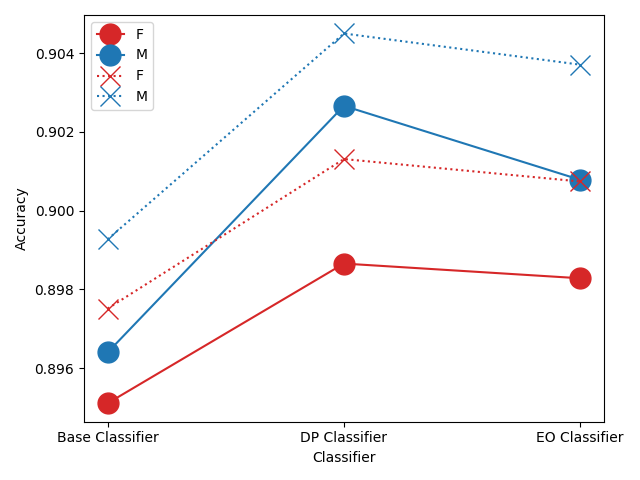 F
M
F
M
0.904
0.902
0.900
0.898
0.896
Accuracy
Base Classifier
DP Classifier
EO Classifier
Classifier